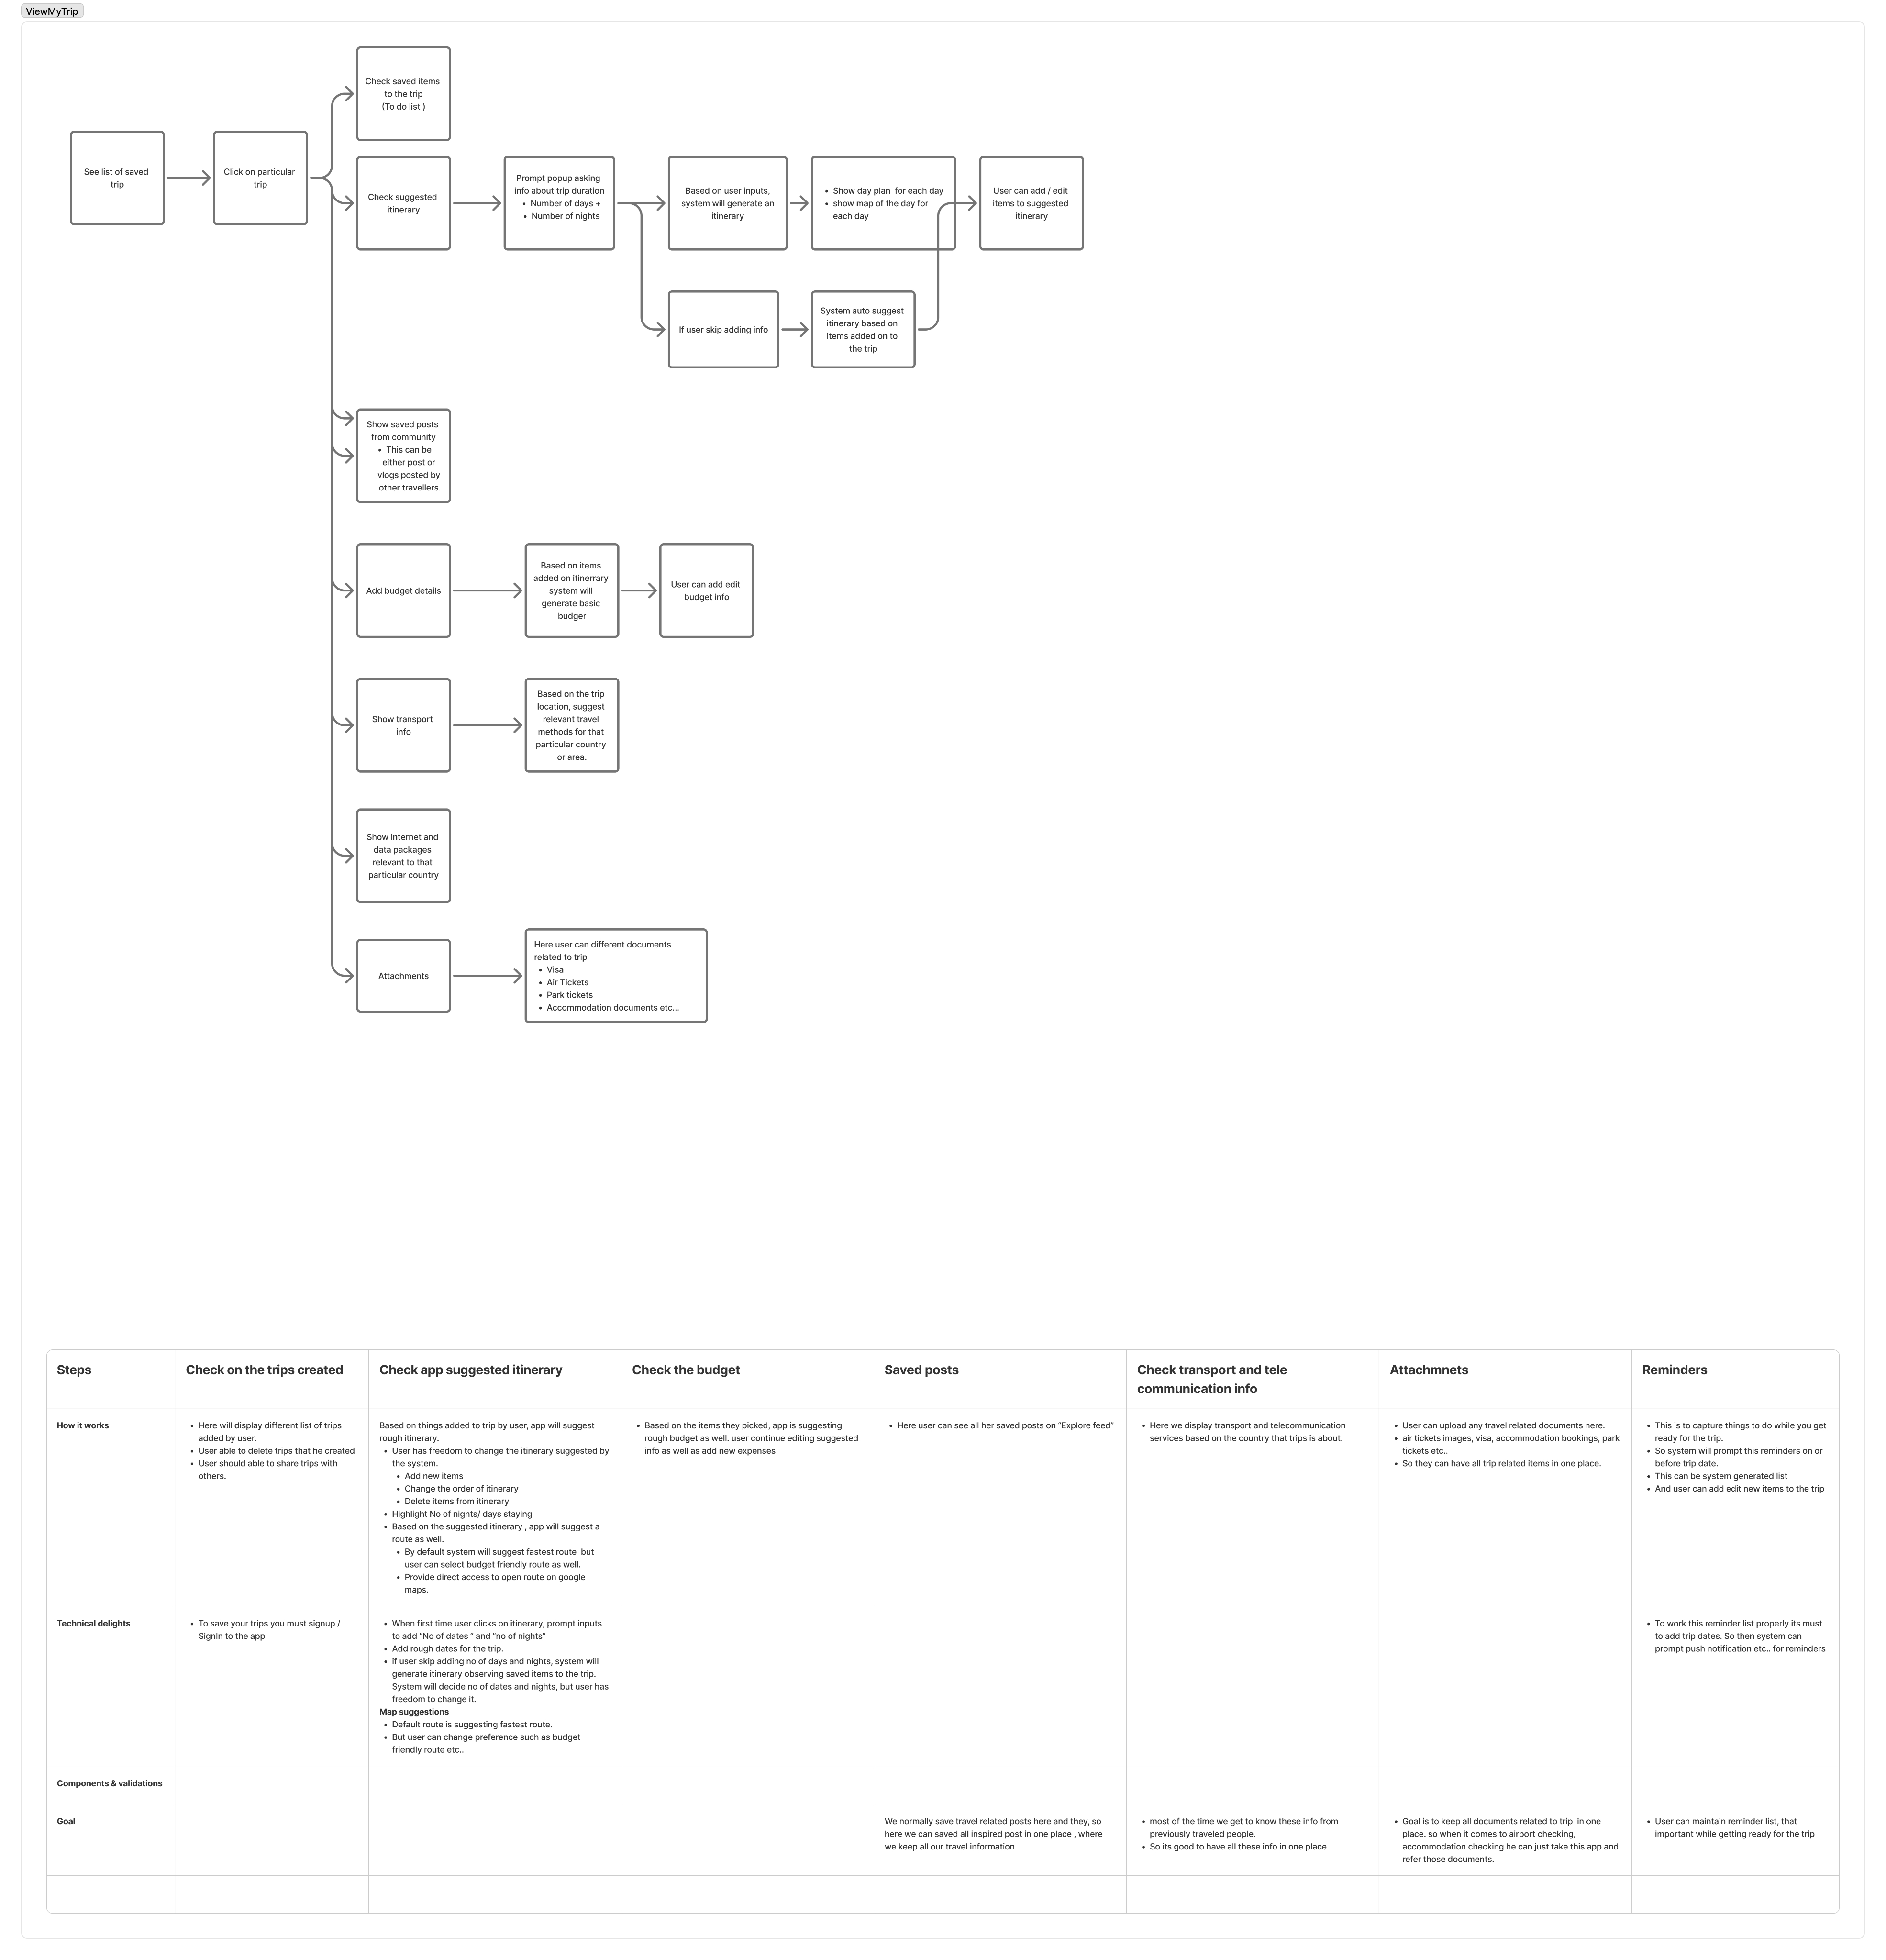 ViewMyTrip
Check saved items
to the trip
(To do list )
See list of saved
trip
Click on particular
trip
Check suggested
itinerary
Prompt popup asking
info about trip duration
• Number of days +
• Number of nights
Based on user inputs,
system will generate an
itinerary
• Show day plan for each day
• show map of the day for
each day
User can add / edit
items to suggested
itinerary
If user skip adding info
System auto suggest
itinerary based on
items added on to
the trip
Show saved posts
from community
• This can be
either post or
vlogs posted by
other travellers.
Add budget details
Based on items
added on itinerrary
system will
generate basic
budger
User can add edit
budget info
Show transport
info
Based on the trip
location, suggest
relevant travel
methods for that
particular country
or area.
Show internet and
data packages
relevant to that
particular country
Attachments
Here user can different documents
related to trip
• Visa
• Air Tickets
• Park tickets
• Accommodation documents etc...
Steps
Check on the trips created
Check app suggested itinerary
Check the budget
Saved posts
Check transport and tele
communication info
Attachmnets
Reminders
How it works
• Here will display different list of trips
added by user.
• User able to delete trips that he created
• User should able to share trips with
others.
Based on things added to trip by user, app will suggest
rough itinerary.
• User has freedom to change the itinerary suggested by
the system.
• Add new items
• Change the order of itinerary
• Delete items from itinerary
• Highlight No of nights/ days staying
• Based on the suggested itinerary , app will suggest a
route as well.
• By default system will suggest fastest route but
user can select budget friendly route as well.
• Provide direct access to open route on google
maps.
• Based on the items they picked, app is suggesting
rough budget as well. user continue editing suggested
info as well as add new expenses
• Here user can see all her saved posts on “Explore feed”
• Here we display transport and telecommunication
services based on the country that trips is about.
• User can upload any travel related documents here.
• air tickets images, visa, accommodation bookings, park
tickets etc..
• So they can have all trip related items in one place.
• This is to capture things to do while you get
ready for the trip.
• So system will prompt this reminders on or
before trip date.
• This can be system generated list
• And user can add edit new items to the trip
Technical delights
• To save your trips you must signup /
SignIn to the app
• When first time user clicks on itinerary, prompt inputs
to add “No of dates ” and “no of nights”
• Add rough dates for the trip.
• if user skip adding no of days and nights, system will
generate itinerary observing saved items to the trip.
System will decide no of dates and nights, but user has
freedom to change it.
Map suggestions
• Default route is suggesting fastest route.
• But user can change preference such as budget
friendly route etc..
• To work this reminder list properly its must
to add trip dates. So then system can
prompt push notification etc.. for reminders
Components & validations
Goal
We normally save travel related posts here and they, so
here we can saved all inspired post in one place , where
we keep all our travel information
• most of the time we get to know these info from
previously traveled people.
• So its good to have all these info in one place
• Goal is to keep all documents related to trip in one
place. so when it comes to airport checking,
accommodation checking he can just take this app and
refer those documents.
• User can maintain reminder list, that
important while getting ready for the trip